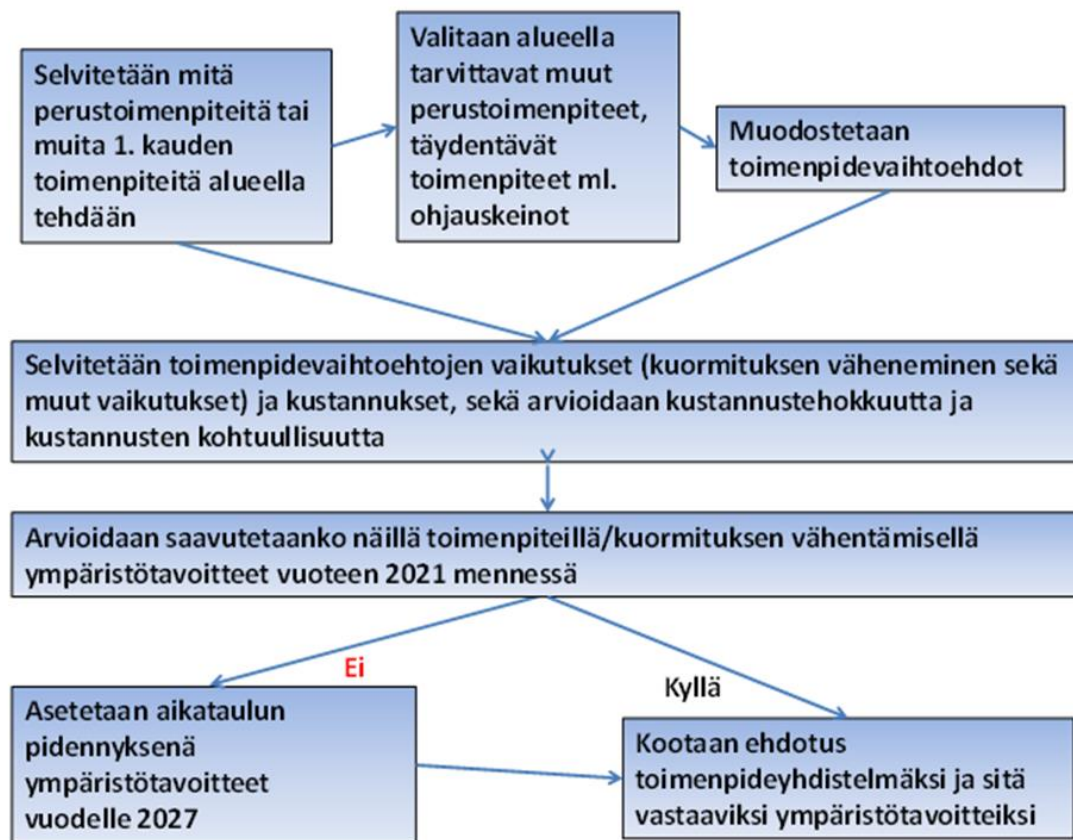 Selvitetään mitä
perustoimenpiteitä tai
muita 1. kauden
toimenpiteitä alueella
tehdään
Valitaan alueella
tarvittavat muut
perustoimenpiteet,
täydentävät
toimenpiteet ml.
ohjauskeinot
Muodostetaan
toimenpidevaihtoehdot
Selvitetään toimenpidevaihtoehtojen vaikutukset (kuormituksen väheneminen sekä
muut vaikutukset) ja kustannukset, sekä arvioidaan kustannustehokkuutta ja
kustannusten kohtuullisuutta
Arvioidaan saavutetaanko näillä toimenpiteillä/kuormituksen vähentämisellä
ympäristötavoitteet vuoteen 2021 mennessä
Ei
Kyllä
Asetetaan aikataulun
pidennyksenä
ympäristötavoitteet
vuodelle 2027
Kootaan ehdotus
toimenpideyhdistelmäksi ja sitä
vastaaviksi ympäristötavoitteiksi